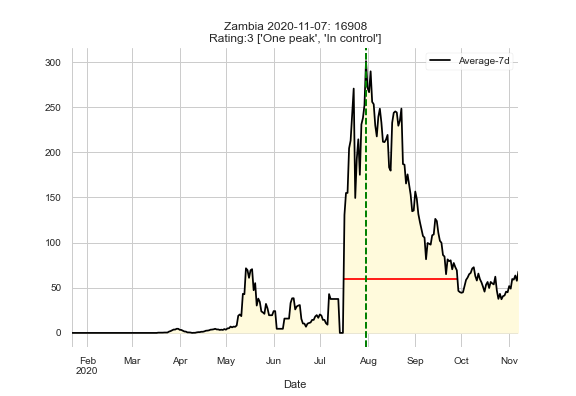 Zambia 2020-11-07: 16908
Rating:3 ['One peak', 'In control']
Average-7d
300
250
200
150
100
50
0
Feb Mar Apr May Jun Jul Aug Sep Oct Nov
2020
Date